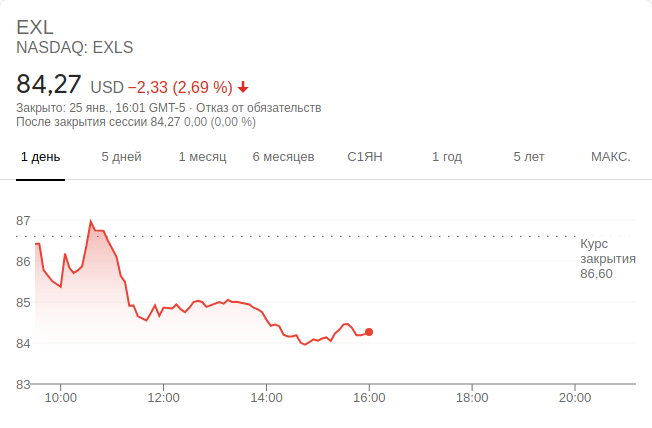 EXL
NASDAQ: EXLS
84,27 USD −2,33 (2,69 %)
Закрыто: 25 янв., 16:01 GMT-5 · Отказ от обязательств
После закрытия сессии 84,27 0,00 (0,00 %)
1 день 5 дней 1 месяц 6 месяцев С1ЯН 1 год 5 лет МАКС.
87
Курс
закрытия
86,60
86
85
84
83
10:00 12:00 14:00 16:00 18:00 20:00